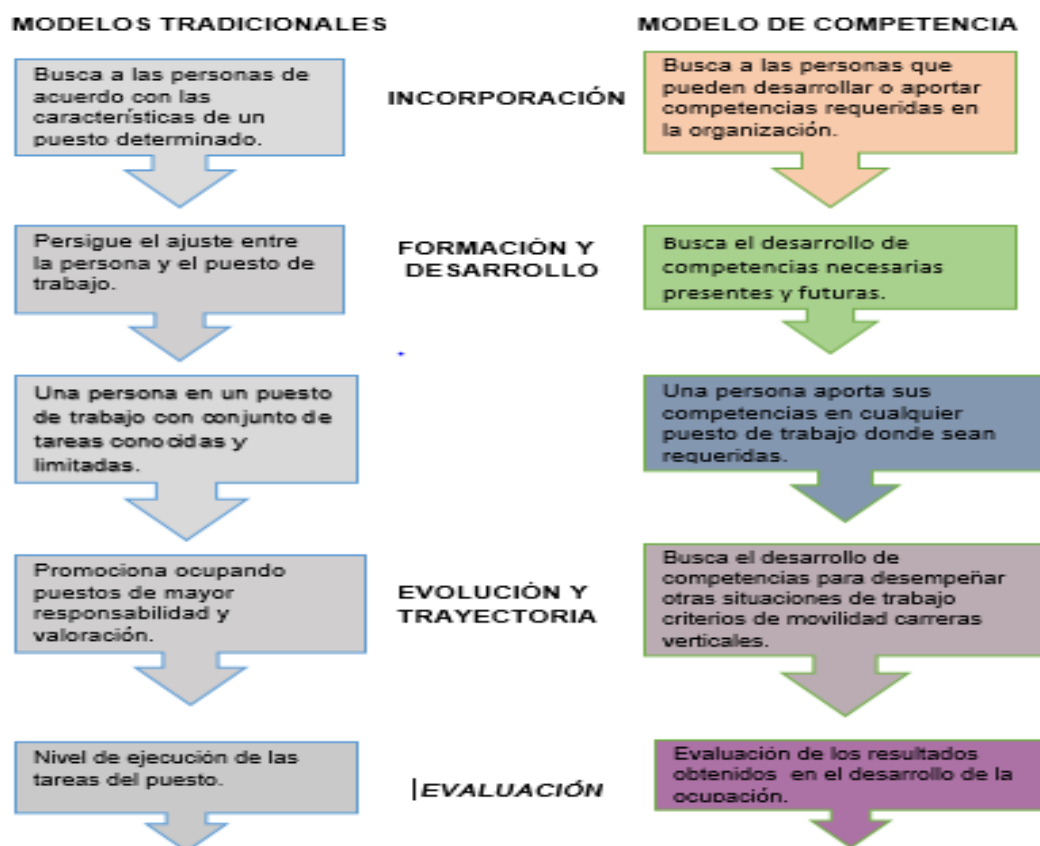 MODELOS TRADICIONALES
MODELO DE COMPETENCIA
Busca a las personas de
acuerdo con las
características de un
puesto determinado.
INCORPORACIÓN
Busca a las personas que
pueden desarrollar o aportar
competencias requeridas en
la organización.
Persigue el ajuste entre
la persona y el puesto de
trabajo.
FORMACIÓN Y
DESARROLLO
Busca el desarrollo de
competencias necesarias
presentes y futuras.
Una persona en un puesto
de trabajo con conjunto de
tareas conocidas y
limitadas.
Una persona aporta sus
competencias en cualquier
puesto de trabajo donde sean
requeridas.
Promociona ocupando
puestos de mayor
responsabilidad y
valoración.
EVOLUCIÓN Y
TRAYECTORIA
Busca el desarrollo de
competencias para desempeñar
otras situaciones de trabajo
criterios de movilidad carreras
verticales.
Nivel de ejecución de las
tareas del puesto.
EVALUACIÓN
Evaluación de los resultados
obtenidos en el desarrollo de la
ocupación.